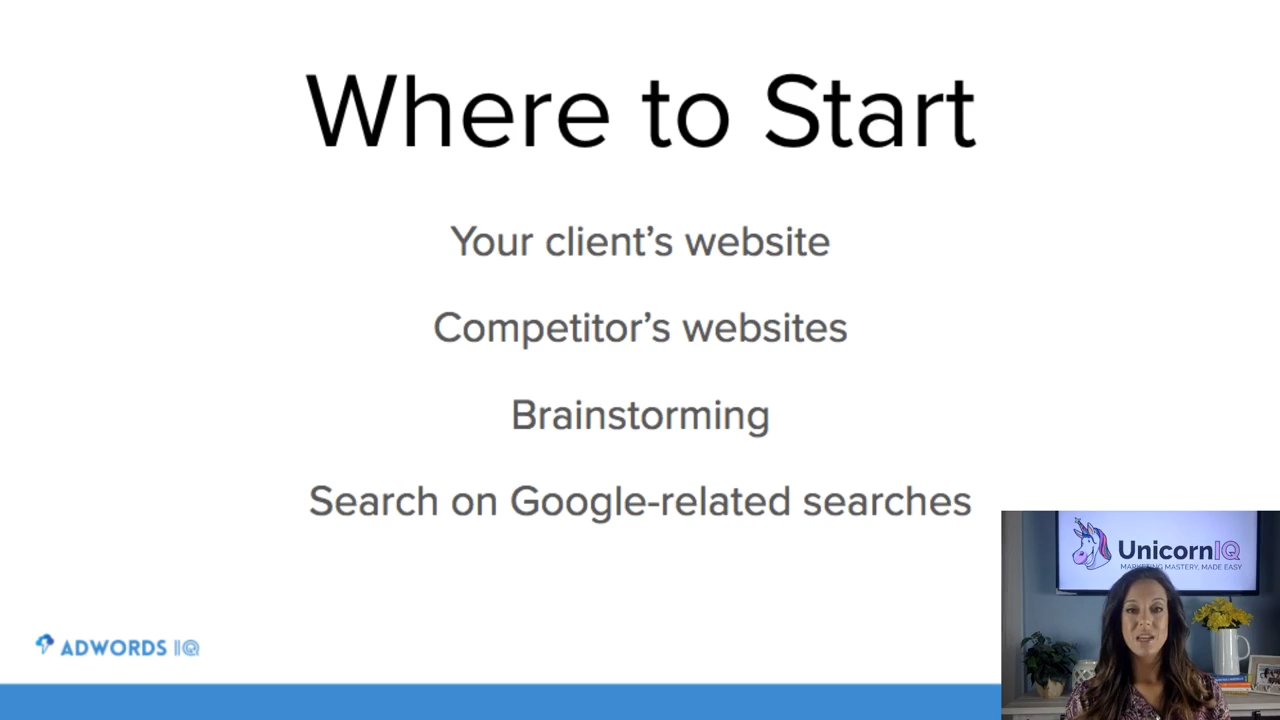 Where to Start
Your client’s website
Competitor’s websites
Brainstorming
Search on Google-related searches
UnicornIQ
MARKETING MASTERY, MADE EASY
ADWORDS IQ